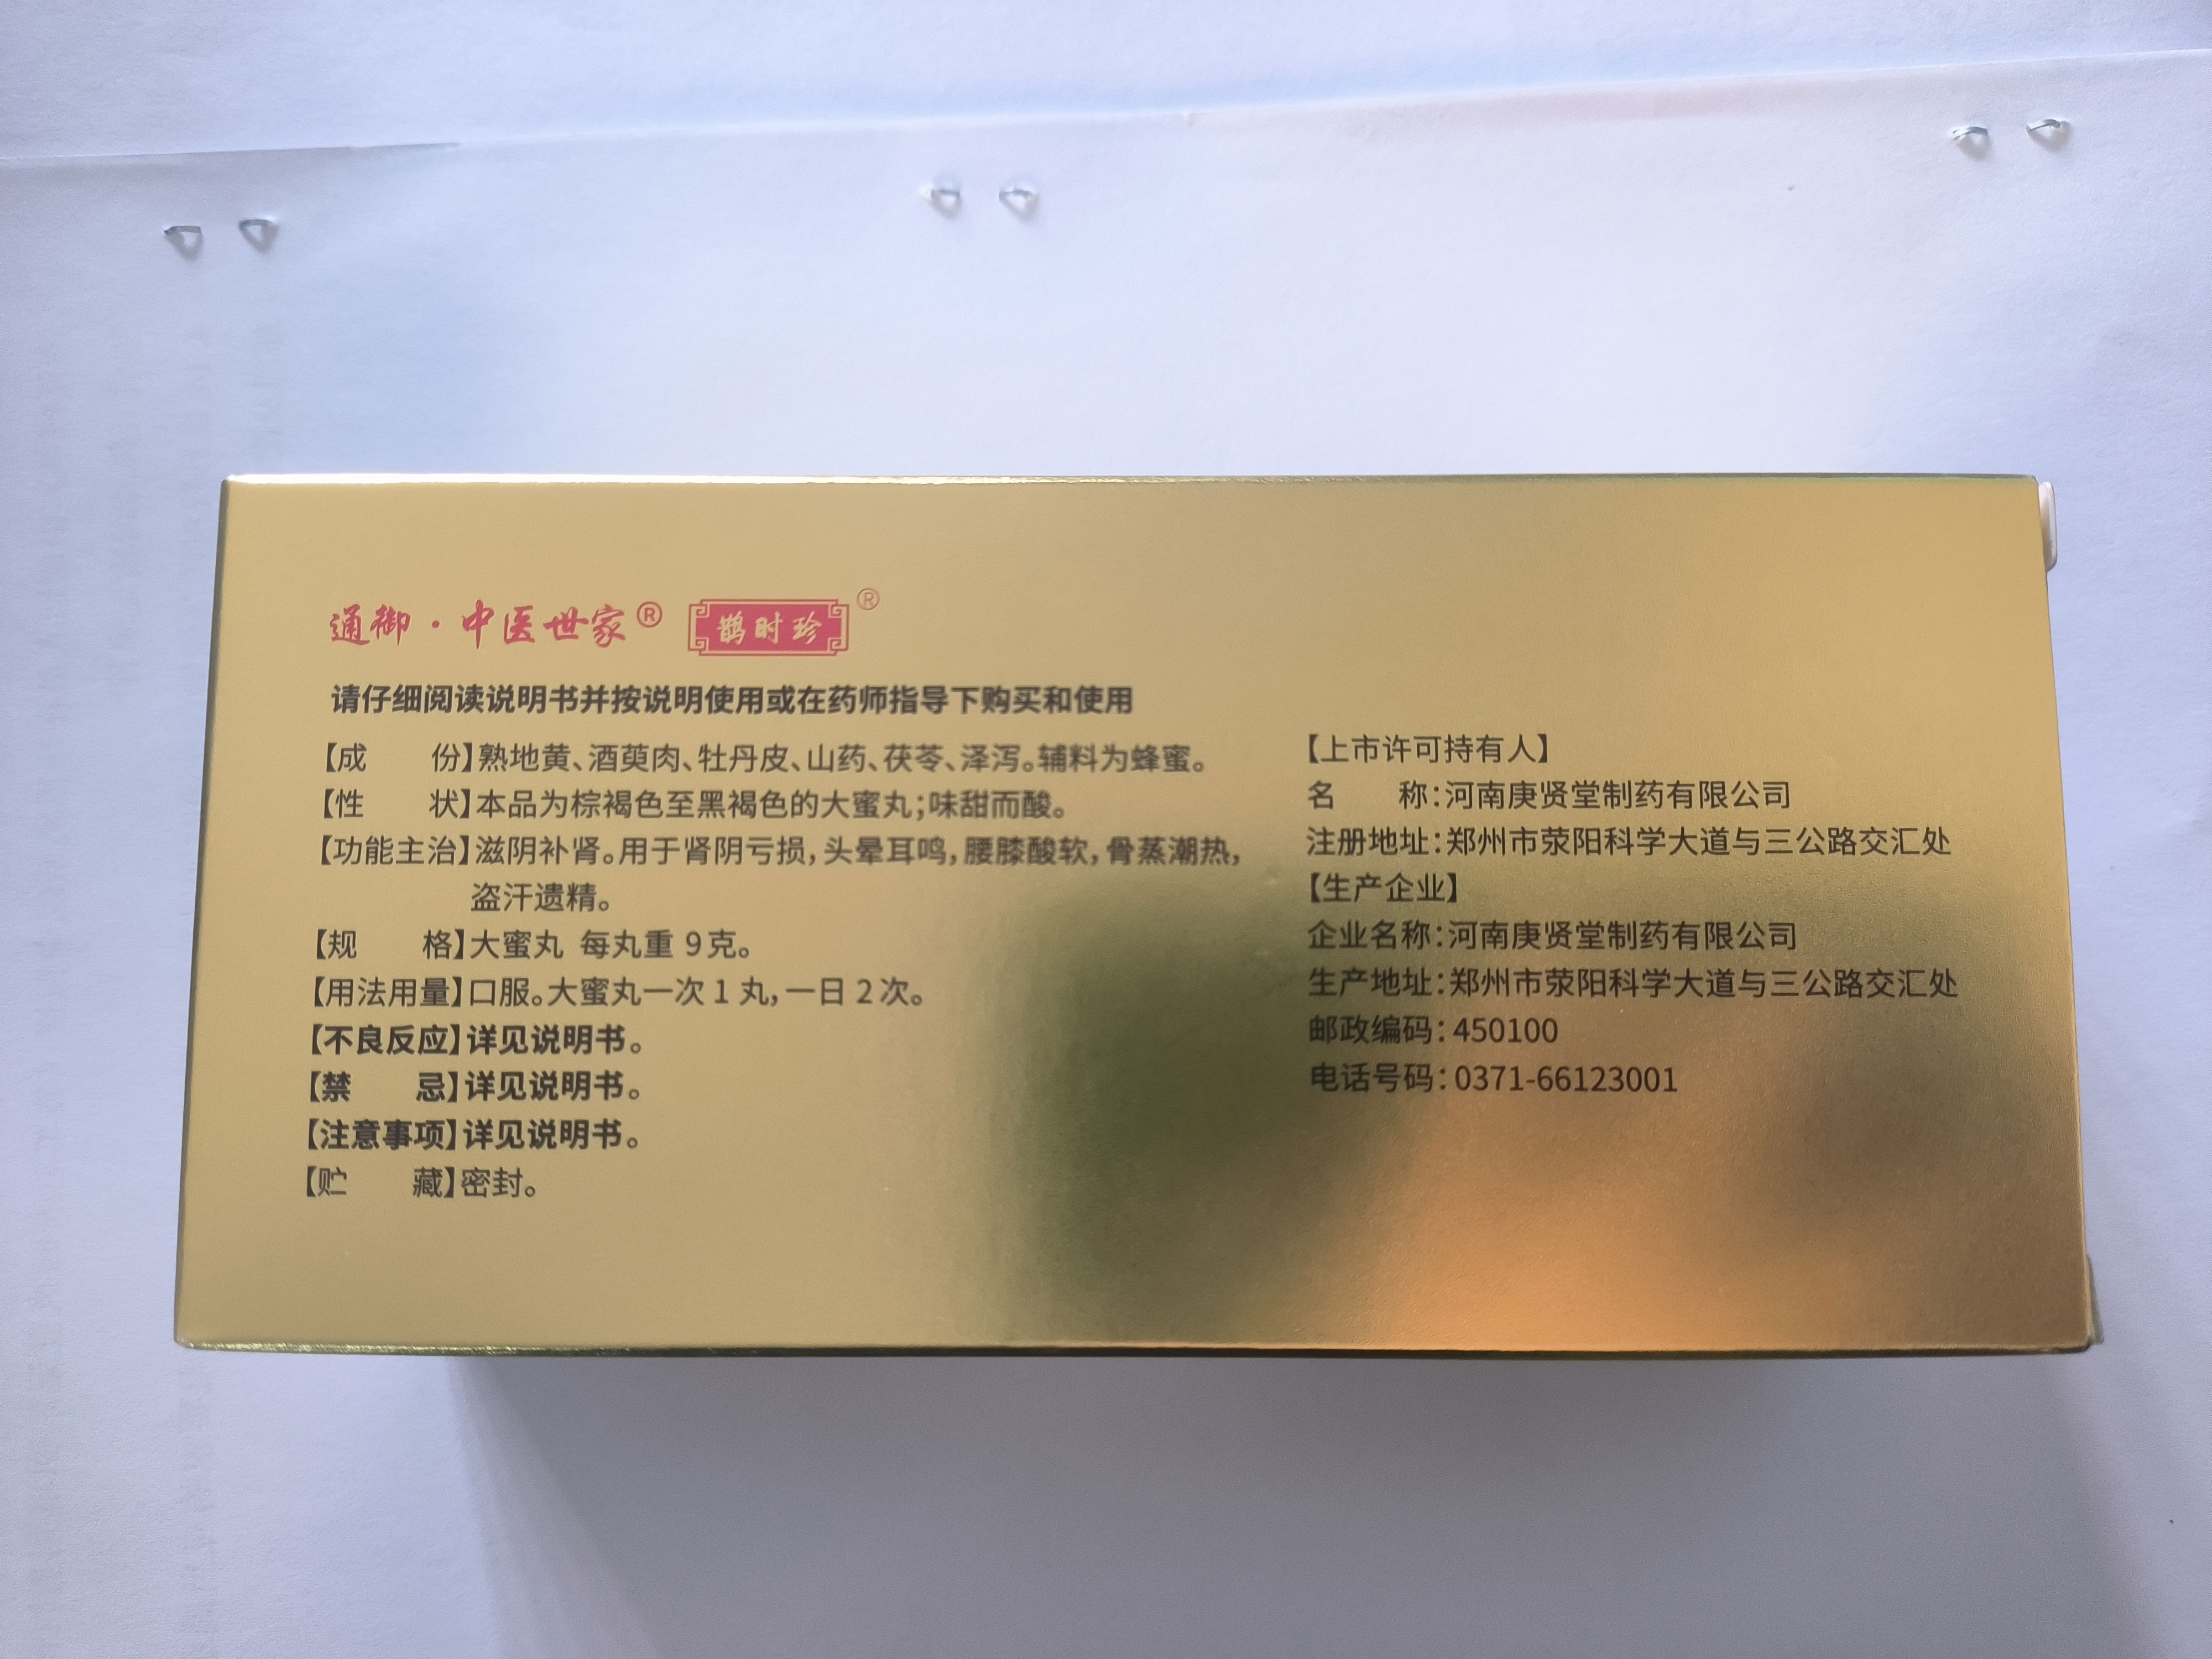 通御·中医世家® 鹊时珍®
请仔细阅读说明书并按说明使用或在药师指导下购买和使用
【成 份】熟地黄、酒萸肉、牡丹皮、山药、茯苓、泽泻。辅料为蜂蜜。
【性 状】本品为棕褐色至黑褐色的大蜜丸;味甜而酸。
【功能主治】滋阴补肾。用于肾阴亏损,头晕耳鸣,腰膝酸软,骨蒸潮热,
盗汗遗精。
【规 格】大蜜丸 每丸重 9 克。
【用法用量】口服。大蜜丸一次 1 丸,一日 2 次。
【不良反应】详见说明书。
【禁 忌】详见说明书。
【注意事项】详见说明书。
【贮 藏】密封。
【上市许可持有人】
名 称:河南庚贤堂制药有限公司
注册地址:郑州市荥阳科学大道与三公路交汇处
【生产企业】
企业名称:河南庚贤堂制药有限公司
生产地址:郑州市荥阳科学大道与三公路交汇处
邮政编码:450100
电话号码:0371-66123001